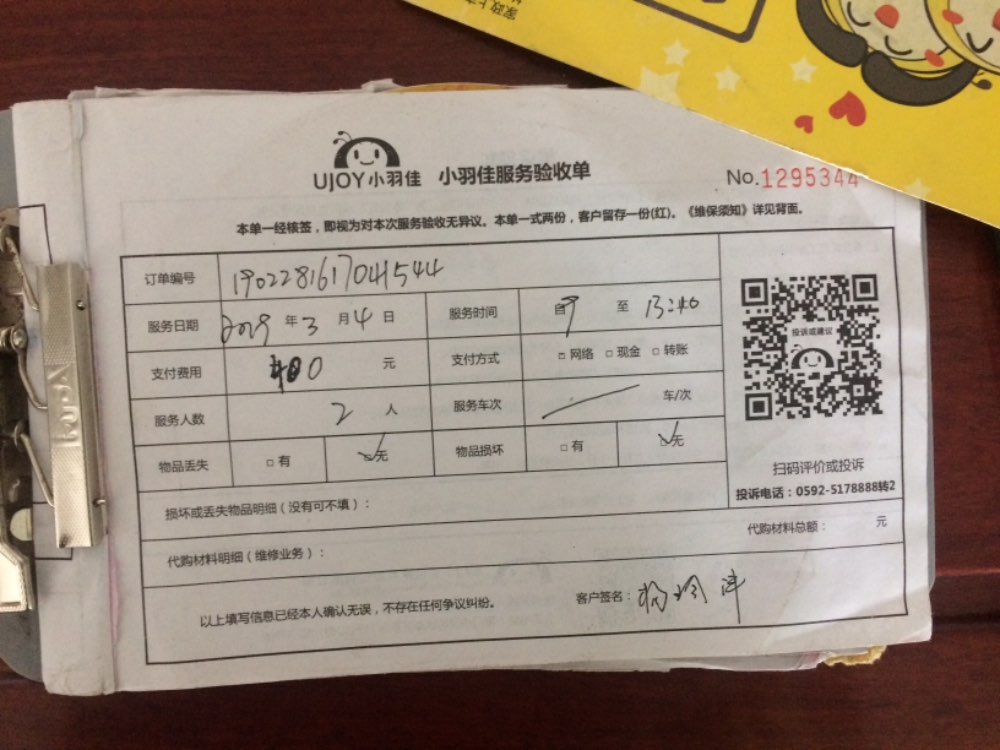 家政上市
UJOY小羽佳 小羽佳服务验收单 No.1295344
本单一经核签，即视为对本次服务验收无异议。本单一式两份，客户留存一份(红)。《维保须知》详见背面。
订单编号 1902281617041544
服务日期 2019 年 3 月 4 日 服务时间 自 9 至 13:40
支付费用 400 元 支付方式 □ 网络 □ 现金 □ 转账
服务人数 2 人 服务车次 车/次
物品丢失 □ 有 □ 无 物品损坏 □ 有 □ 无
投诉或建议
扫码评价或投诉
投诉电话：0592-5178888转2
损坏或丢失物品明细（没有可不填）：
代购材料明细（维修业务）： 代购材料总额： 元
以上填写信息已经本人确认无误，不存在任何争议纠纷。 客户签名：
ujoy